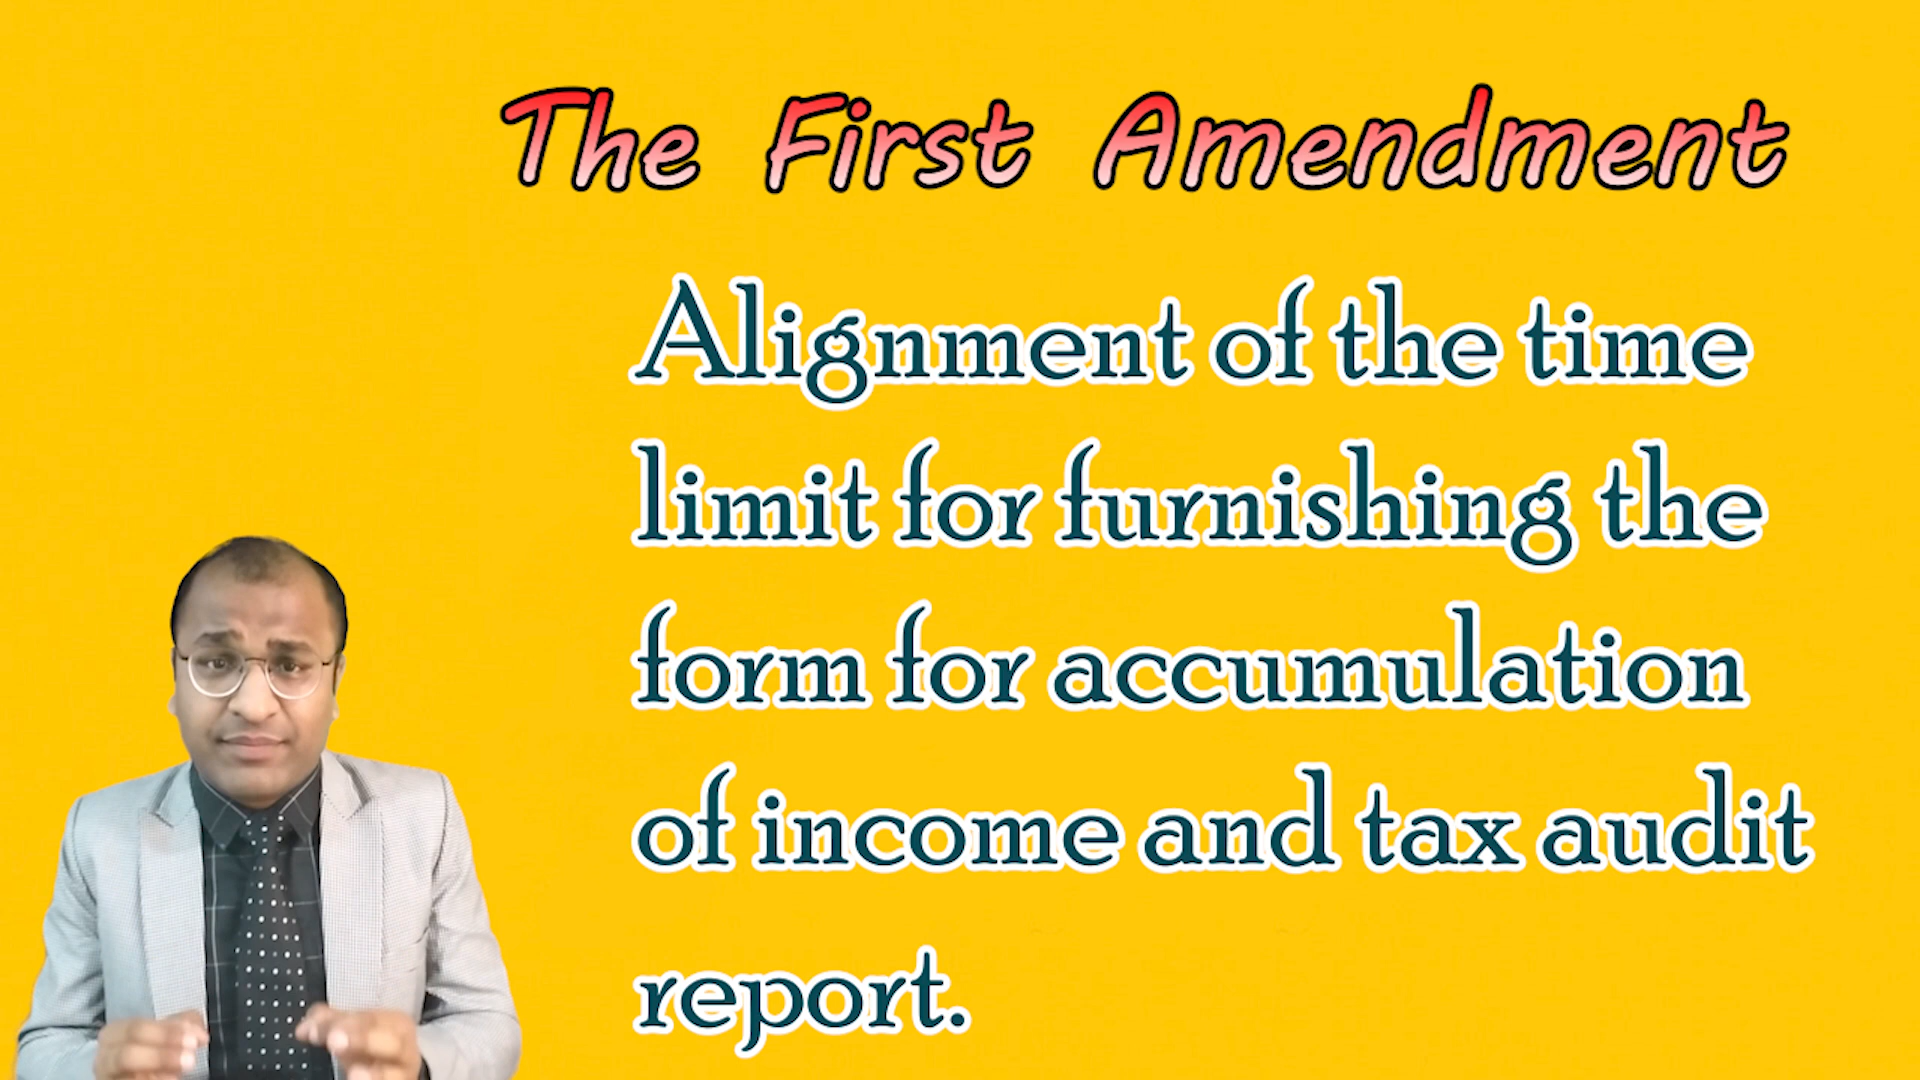 The First Amendment
Alignment of the time
limit for furnishing the
form for accumulation
of income and tax audit
report.